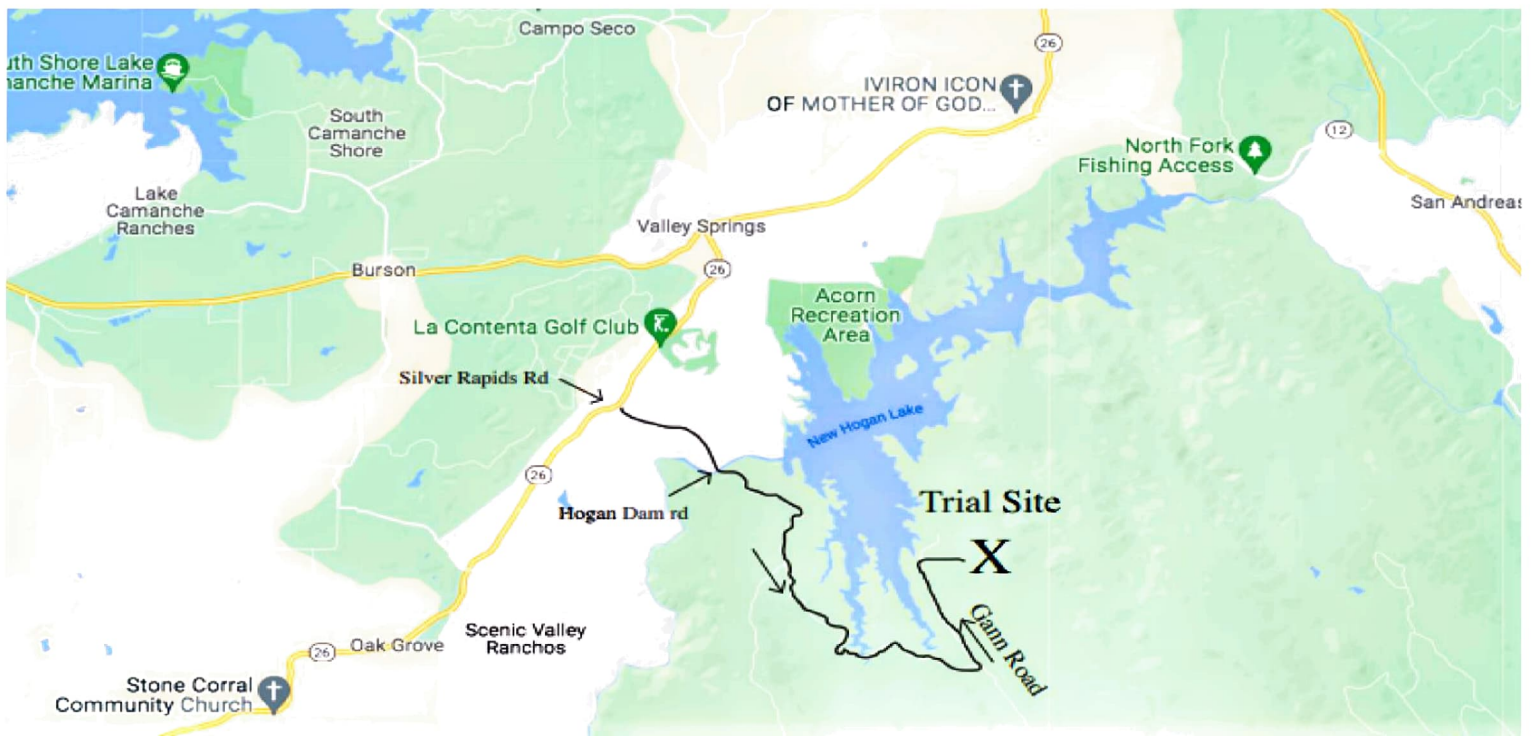 Campo Seco
26
uth Shore Lake
manche Marina
IVIRON ICON
OF MOTHER OF GOD...
South
Camanche
Shore
12
North Fork
Fishing Access
Lake
Camanche
Ranches
San Andreas
Valley Springs
Burson
26
Acorn
Recreation
Area
La Contenta Golf Club
Silver Rapids Rd
New Hogan Lake
26
Hogan Dam rd
Trial Site
X
Gann Road
Scenic Valley
Ranchos
Oak Grove
26
Stone Corral
Community Church